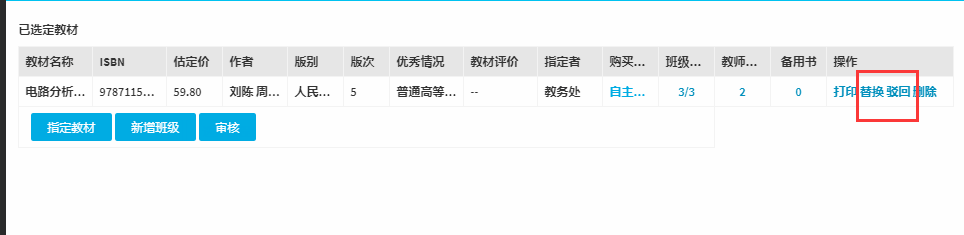 已选定教材
教材名称 ISBN 估定价 作者 版别 版次 优秀情况 教材评价 指定者 购买... 班级... 教师... 备用书 操作
电路分析... 9787115... 59.80 刘陈 周... 人民... 5 普通高等... -- 教务处 自主... 3/3 2 0 打印 替换 驳回 删除
指定教材 新增班级 审核